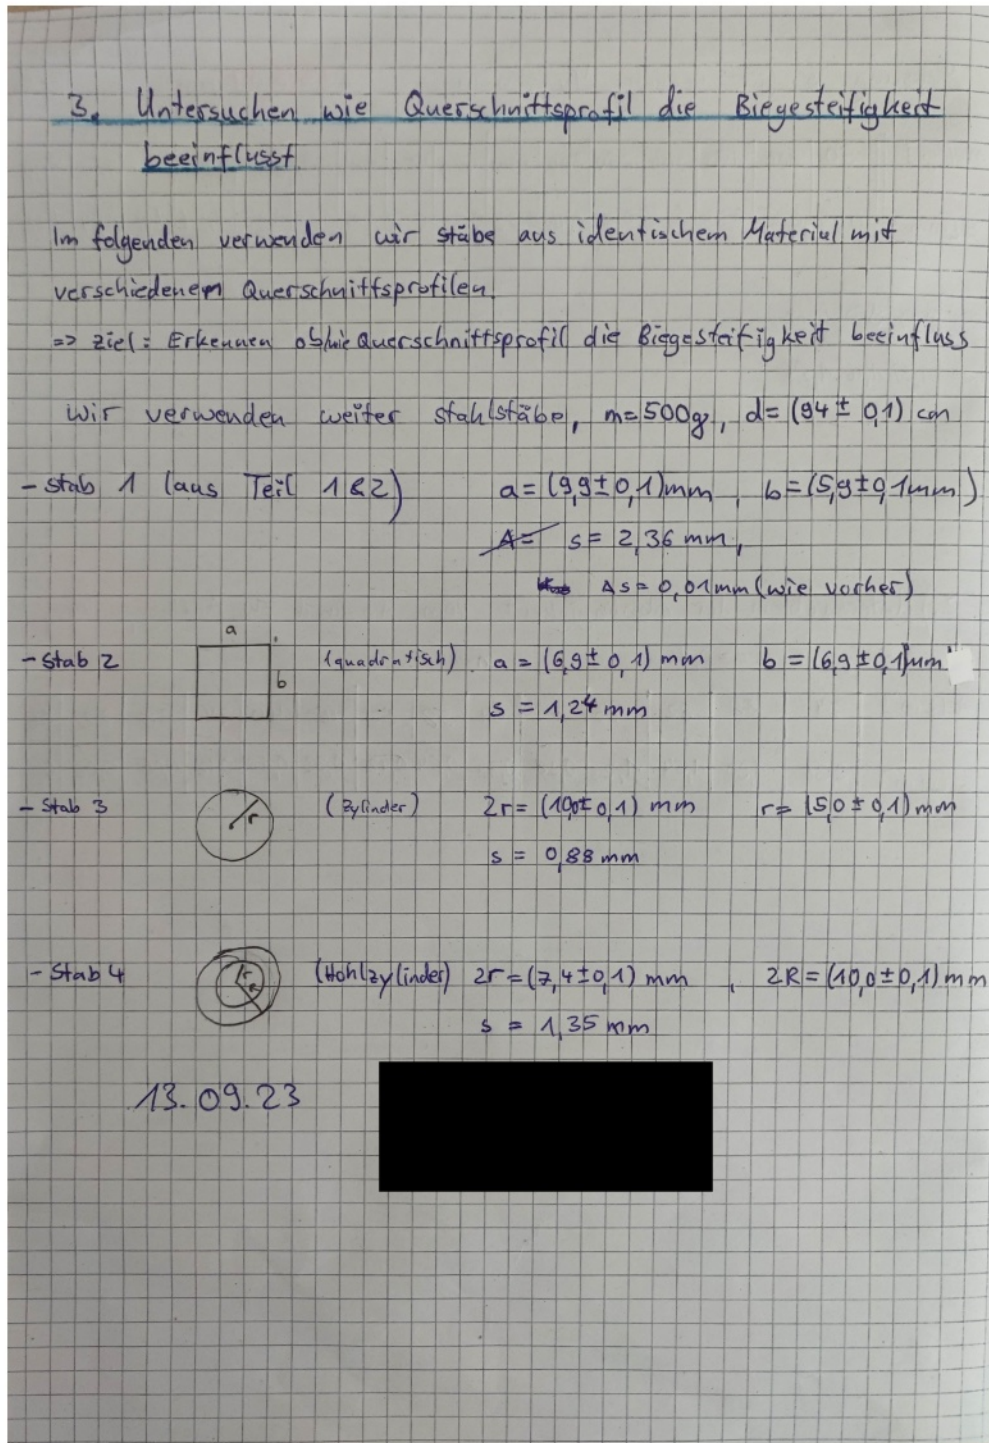 3. Untersuchen wie Querschnittsprofil die Biegesteifigkeit
beeinflusst
Im folgenden verwenden wir stäbe aus identischem Material mit
verschiedenen Querschnittsprofilen.
=> ziel: Erkennen ob/wie Querschnittsprofil die Biegesteifigkeit beeinfluss
wir verwenden weiter stahlstäbe, m=500g, d=(94 ± 0,1) cm
- Stab 1 (aus Teil 1&2) a=(9,9±0,1)mm, b=(5,9±0,1mm)
A= s= 2,36 mm,
Δs=0,01mm (wie vorher)
a
- Stab 2 (quadratisch) a=(6,9±0,1) mm b=(6,9±0,1)mm
b
s = 1,24 mm
- Stab 3 r (Zylinder) 2r=(10,0±0,1) mm r=(5,0±0,1)mm
s = 0,88 mm
- Stab 4 r R (Hohlzylinder) 2r=(7,4±0,1) mm, 2R=(10,0±0,1)mm
s = 1,35 mm
13.09.23